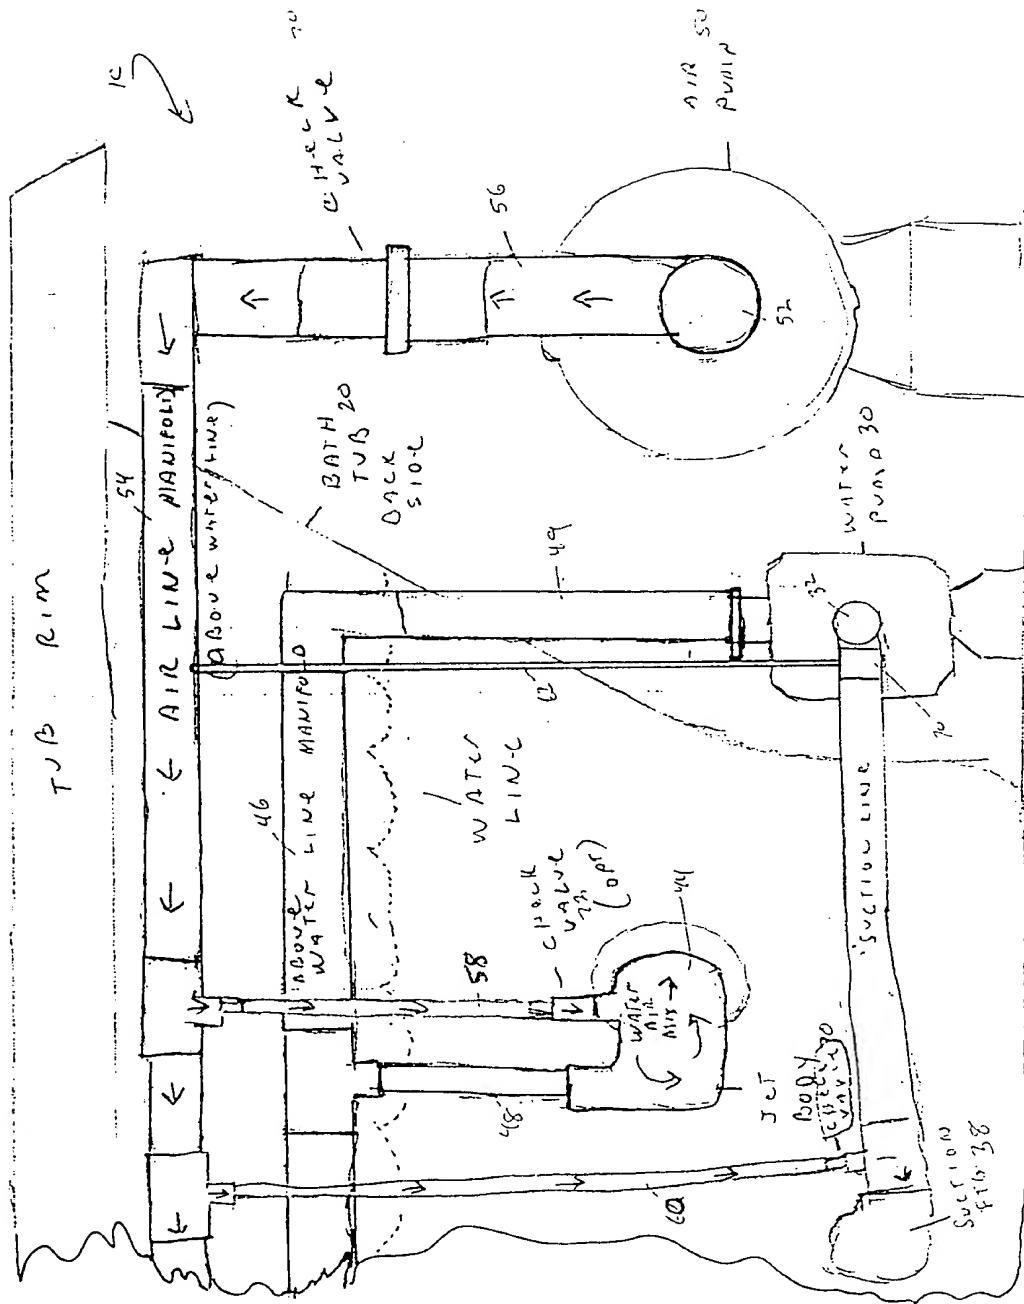 TUB RIM
54
AIR LINE MANIFOLD
(ABOVE WATER LINE)
CHECK
VALVE
56
AIR 50
PUMP
52
BATH
TUB 20
BACK
SIDE
49
WATER
PUMP 30
32
62
46
ABOVE
WATER LINE MANIFOLD
WATER
LINE
CHECK
VALVE
(OPT)
58
44
WATER
AIR
MIX
48
JET
BODY
SUCTION LINE
60
SUCTION
FTG 38